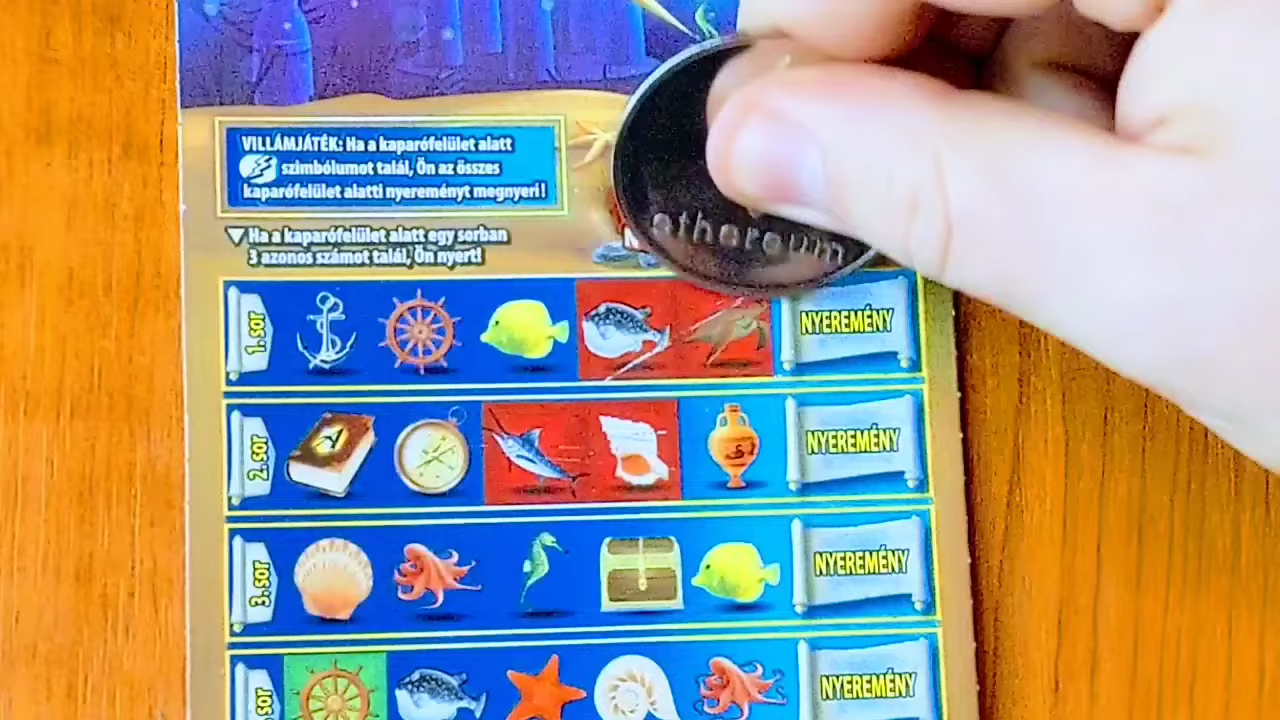 VILLÁMJÁTÉK: Ha a kaparófelület alatt
szimbólumot talál, Ön az összes
kaparófelület alatti nyereményt megnyeri!
ethereum
▼ Ha a kaparófelület alatt egy sorban
3 azonos számot talál, Ön nyert!
1. sor
NYEREMÉNY
2. sor
NYEREMÉNY
3. sor
NYEREMÉNY
sor
NYEREMÉNY